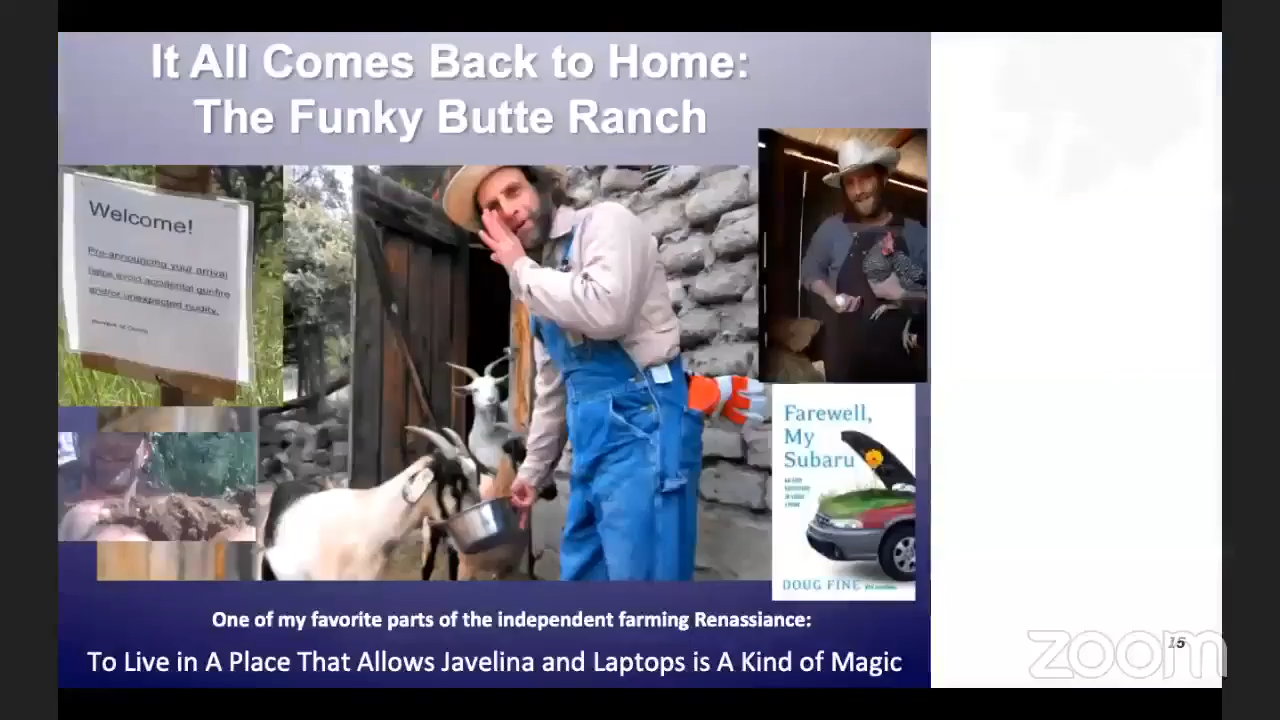 It All Comes Back to Home:
The Funky Butte Ranch
Welcome!
Pre-announcing your arrival
helps avoid accidental gunfire
and/or unexpected nudity.
Farewell,
My
Subaru
DOUG FINE
One of my favorite parts of the independent farming Renassiance:
To Live in A Place That Allows Javelina and Laptops is A Kind of Magic
15
zoom